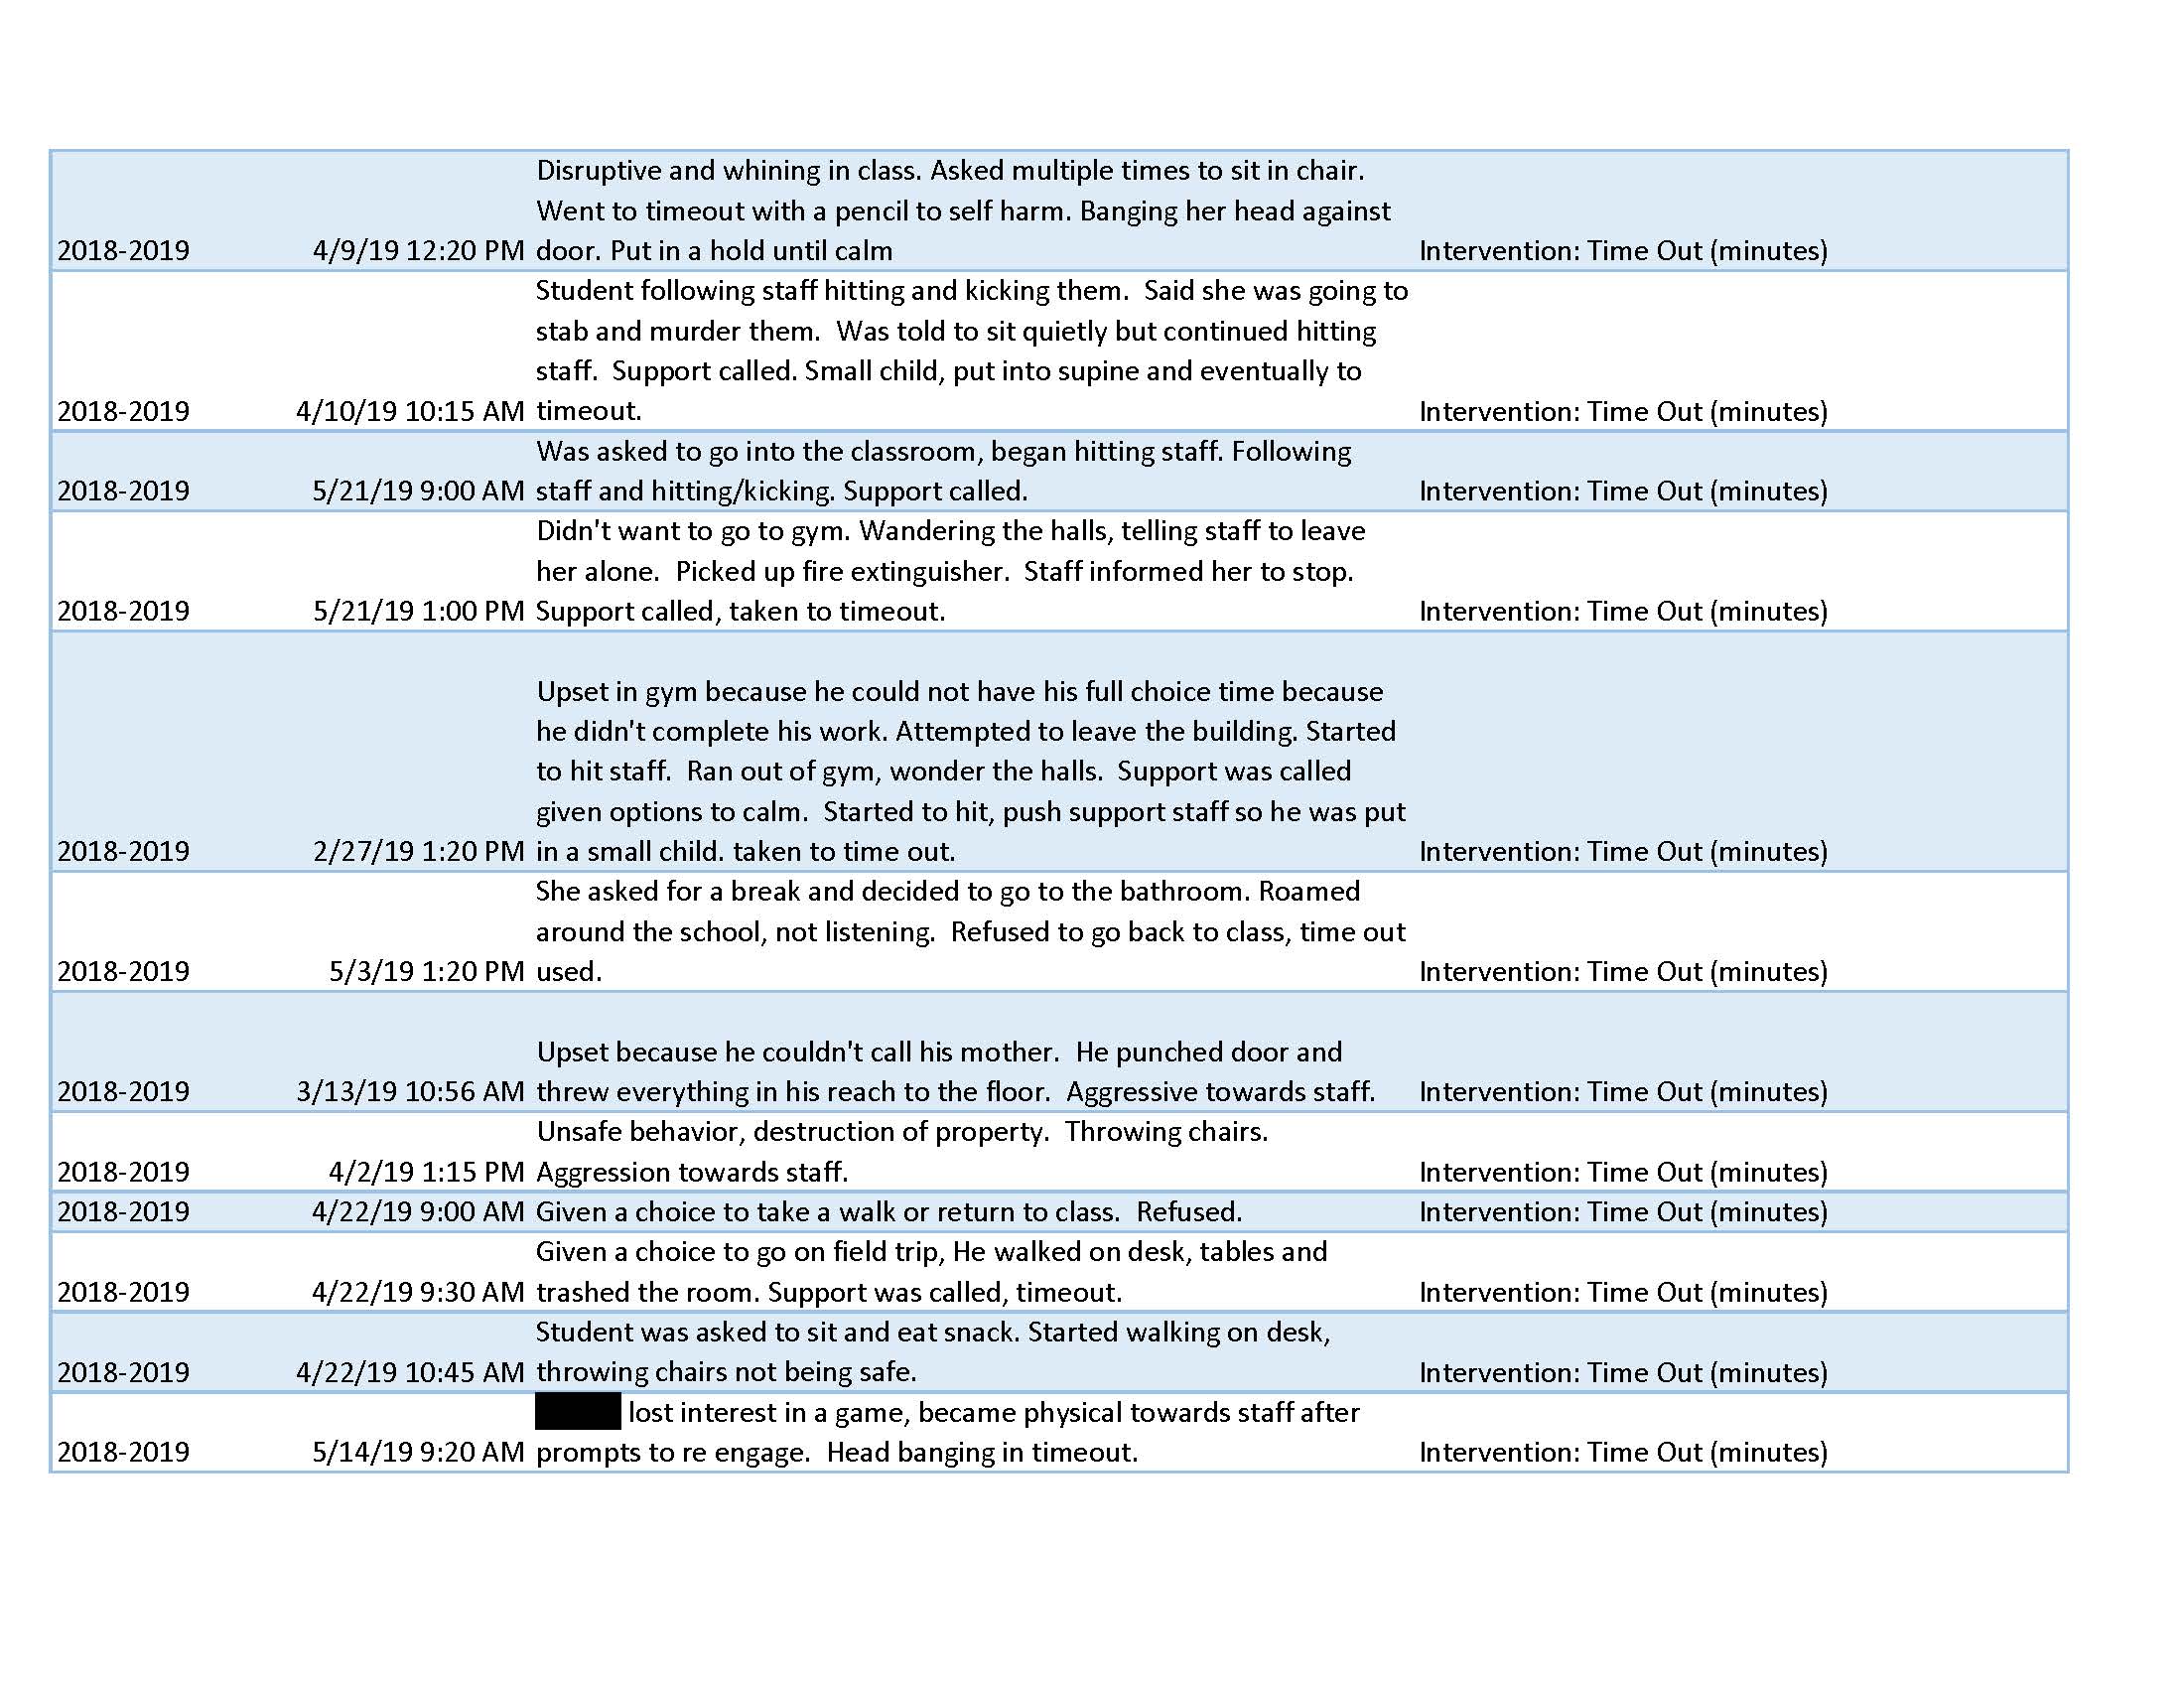 Disruptive and whining in class. Asked multiple times to sit in chair.
Went to timeout with a pencil to self harm. Banging her head against
2018-2019 4/9/19 12:20 PM door. Put in a hold until calm Intervention: Time Out (minutes)
Student following staff hitting and kicking them.  Said she was going to
stab and murder them.  Was told to sit quietly but continued hitting
staff.  Support called. Small child, put into supine and eventually to
2018-2019 4/10/19 10:15 AM timeout. Intervention: Time Out (minutes)
Was asked to go into the classroom, began hitting staff. Following
2018-2019 5/21/19 9:00 AM staff and hitting/kicking. Support called. Intervention: Time Out (minutes)
Didn't want to go to gym. Wandering the halls, telling staff to leave
her alone.  Picked up fire extinguisher.  Staff informed her to stop.
2018-2019 5/21/19 1:00 PM Support called, taken to timeout. Intervention: Time Out (minutes)
Upset in gym because he could not have his full choice time because
he didn't complete his work. Attempted to leave the building. Started
to hit staff.  Ran out of gym, wonder the halls.  Support was called
given options to calm.  Started to hit, push support staff so he was put
2018-2019 2/27/19 1:20 PM in a small child. taken to time out. Intervention: Time Out (minutes)
She asked for a break and decided to go to the bathroom. Roamed
around the school, not listening.  Refused to go back to class, time out
2018-2019 5/3/19 1:20 PM used. Intervention: Time Out (minutes)
Upset because he couldn't call his mother.  He punched door and
2018-2019 3/13/19 10:56 AM threw everything in his reach to the floor.  Aggressive towards staff. Intervention: Time Out (minutes)
Unsafe behavior, destruction of property.  Throwing chairs.
2018-2019 4/2/19 1:15 PM Aggression towards staff. Intervention: Time Out (minutes)
2018-2019 4/22/19 9:00 AM Given a choice to take a walk or return to class.  Refused. Intervention: Time Out (minutes)
Given a choice to go on field trip, He walked on desk, tables and
2018-2019 4/22/19 9:30 AM trashed the room. Support was called, timeout. Intervention: Time Out (minutes)
Student was asked to sit and eat snack. Started walking on desk,
2018-2019 4/22/19 10:45 AM throwing chairs not being safe. Intervention: Time Out (minutes)
lost interest in a game, became physical towards staff after
2018-2019 5/14/19 9:20 AM prompts to re engage.  Head banging in timeout. Intervention: Time Out (minutes)